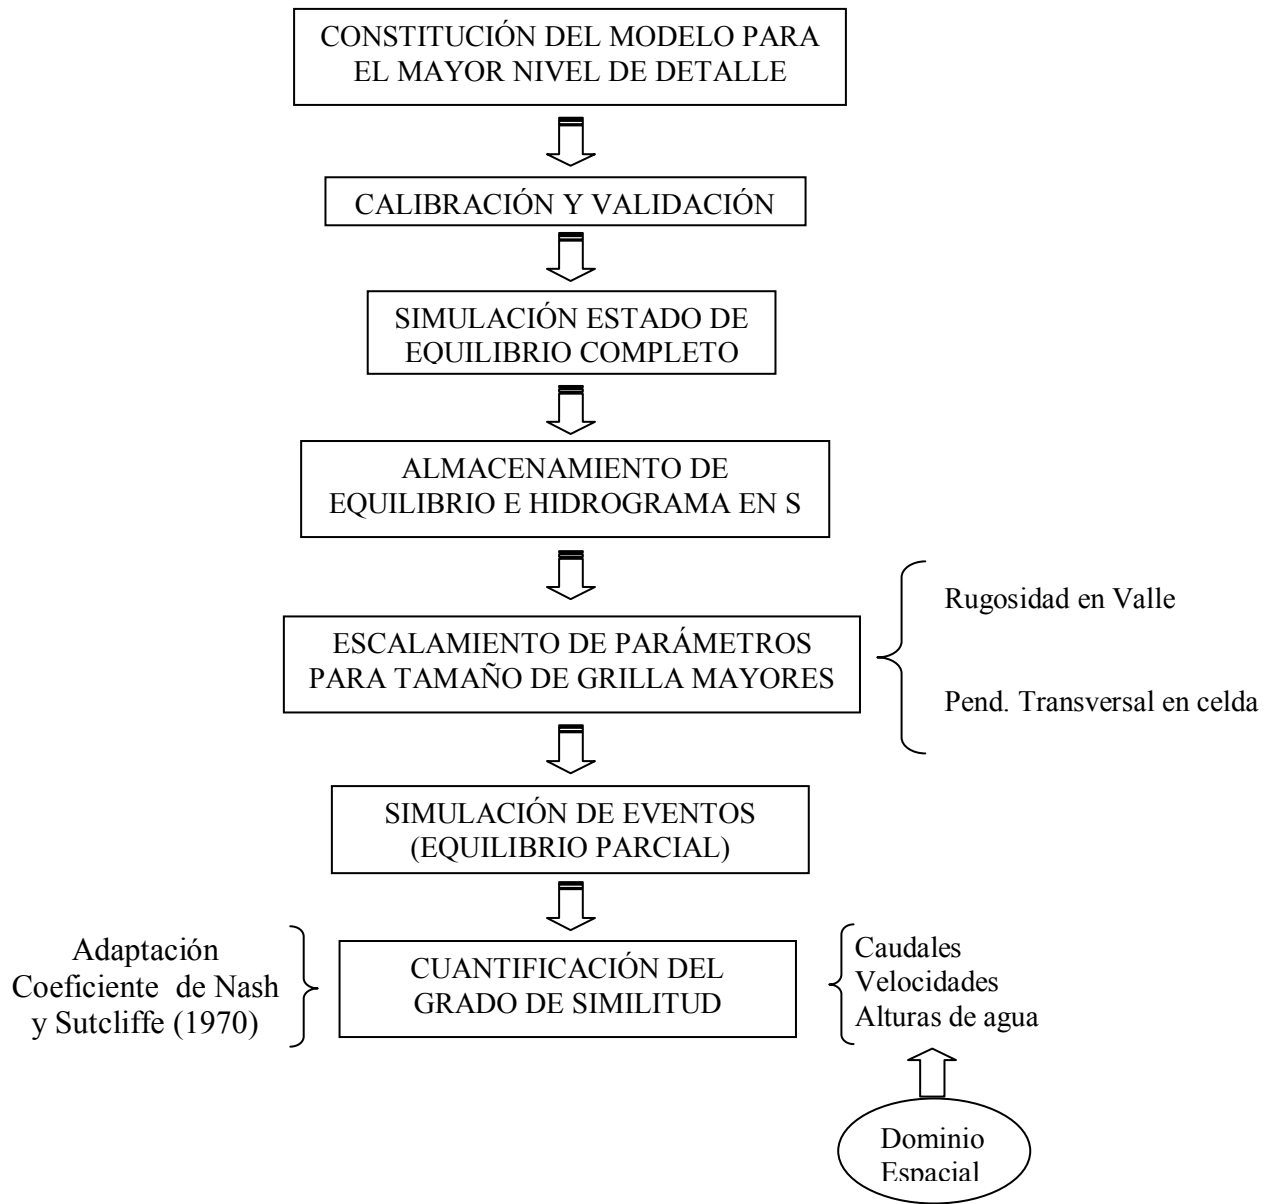 CONSTITUCIÓN DEL MODELO PARA
EL MAYOR NIVEL DE DETALLE
CALIBRACIÓN Y VALIDACIÓN
SIMULACIÓN ESTADO DE
EQUILIBRIO COMPLETO
ALMACENAMIENTO DE
EQUILIBRIO E HIDROGRAMA EN S
ESCALAMIENTO DE PARÁMETROS
PARA TAMAÑO DE GRILLA MAYORES
Rugosidad en Valle
Pend. Transversal en celda
SIMULACIÓN DE EVENTOS
(EQUILIBRIO PARCIAL)
Adaptación
Coeficiente de Nash
y Sutcliffe (1970)
CUANTIFICACIÓN DEL
GRADO DE SIMILITUD
Caudales
Velocidades
Alturas de agua
Dominio
Espacial